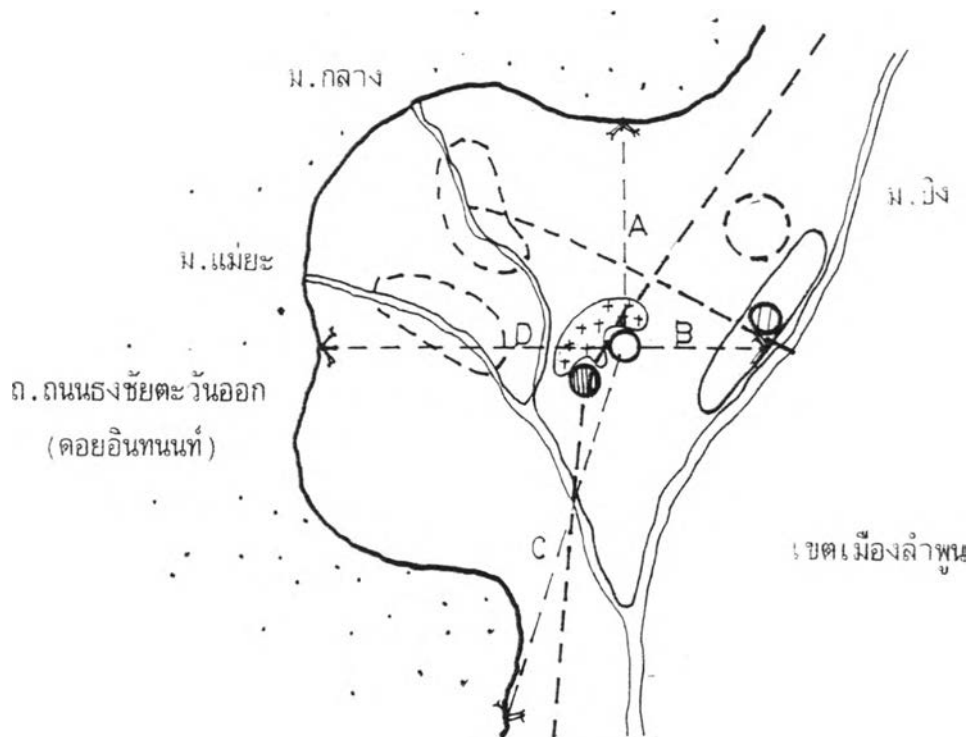 ม.กลาง
ม.ปิง
A
ม.แม่ยะ
D
B
ถ.ถนนธงชัยตะวันออก
(ดอยอินทนนท์)
C
เขตเมืองลำพูน